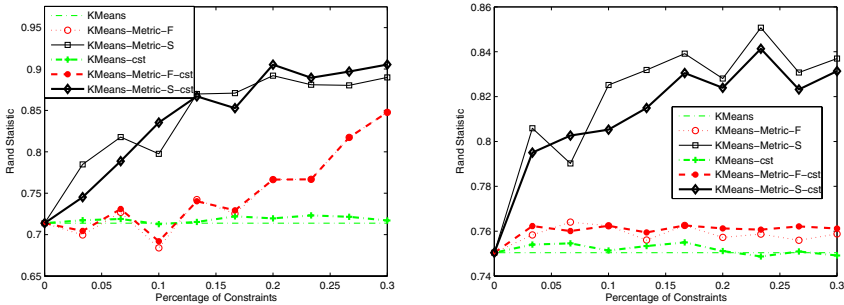 KMeans
KMeans−Metric−F
KMeans−Metric−S
KMeans−cst
KMeans−Metric−F−cst
KMeans−Metric−S−cst
0.95
0.9
0.85
0.8
0.75
0.7
0.65
Rand Statistic
0
0.05
0.1
0.15
0.2
0.25
0.3
Percentage of Constraints
0.86
0.84
0.82
0.8
0.78
0.76
0.74
Rand Statistic
KMeans
KMeans−Metric−F
KMeans−Metric−S
KMeans−cst
KMeans−Metric−F−cst
KMeans−Metric−S−cst
0
0.05
0.1
0.15
0.2
0.25
0.3
Percentage of Constraints